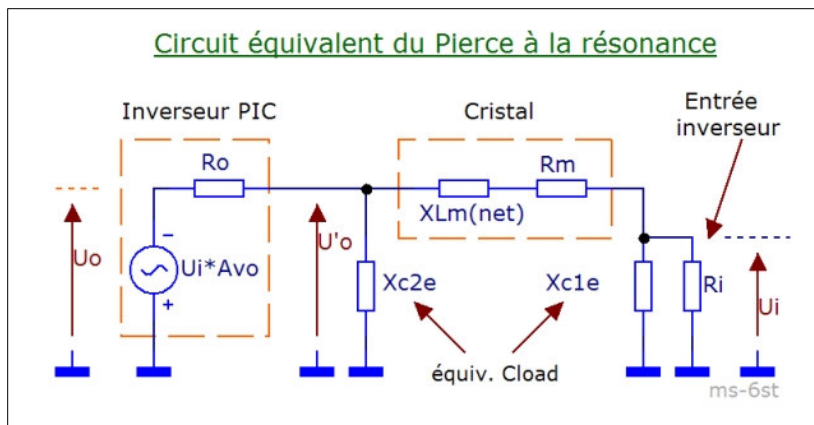 Circuit équivalent du Pierce à la résonance
Inverseur PIC
Cristal
Entrée
inverseur
Ro
Rm
XLm(net)
Uo
Ui*Avo
U'o
Xc2e
Xc1e
Ri
Ui
équiv. Cload
ms-6st